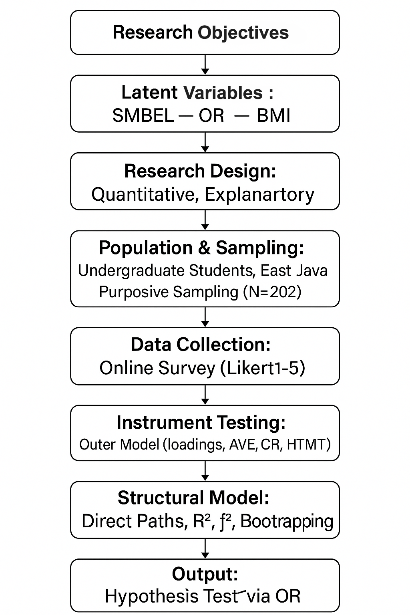 Research Objectives
Latent Variables :
SMBEL — OR — BMI
Research Design:
Quantitative, Explanartory
Population & Sampling:
Undergraduate Students, East Java
Purposive Sampling (N=202)
Data Collection:
Online Survey (Likert1-5)
Instrument Testing:
Outer Model (loadings, AVE, CR, HTMT)
Structural Model:
Direct Paths, R², ƒ², Bootrapping
Output:
Hypothesis Test via OR